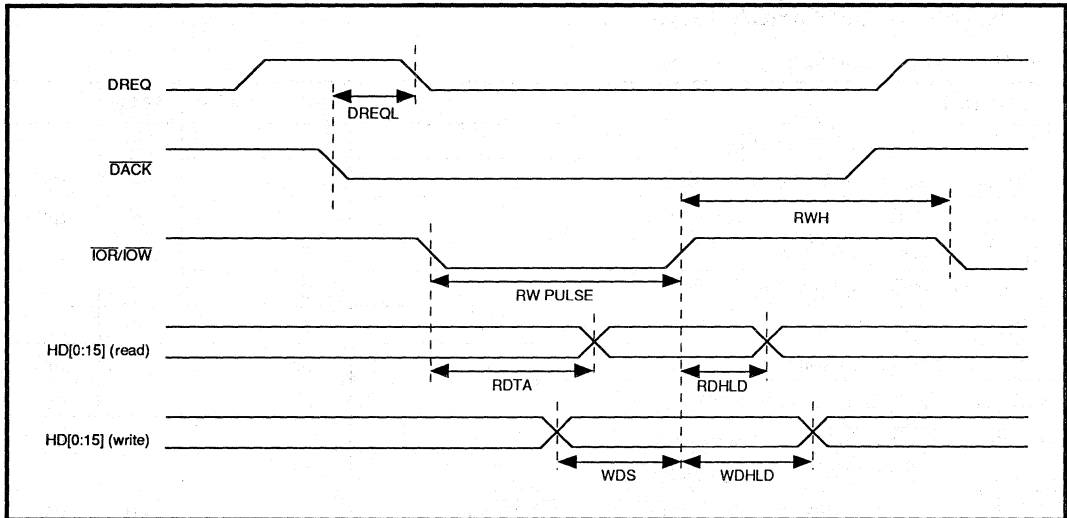 DREQ
DREQL
DACK
RWH
IOR/IOW
RW PULSE
HD[0:15] (read)
RDTA
RDHLD
HD[0:15] (write)
WDS
WDHLD